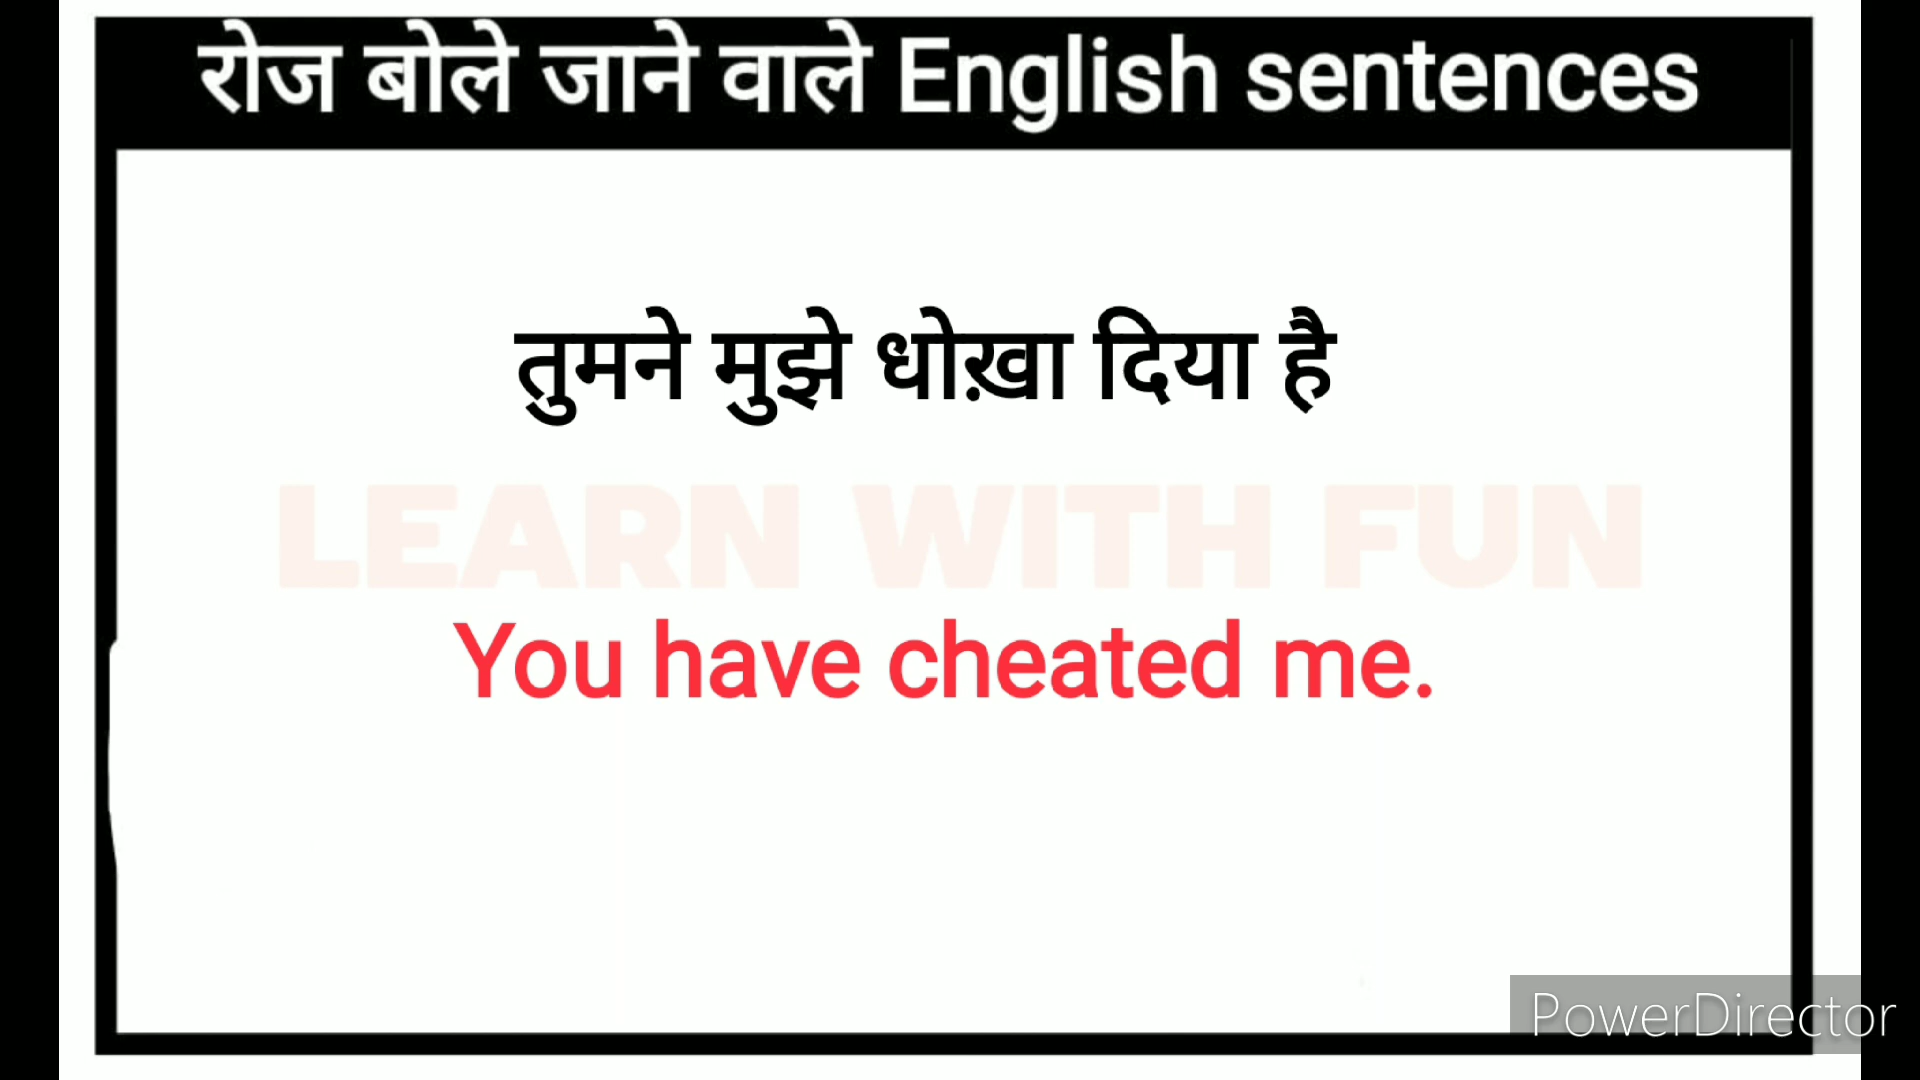 रोज बोले जाने वाले English sentences
तुमने मुझे धोख़ा दिया है
LEARN WITH FUN
You have cheated me.
PowerDirector